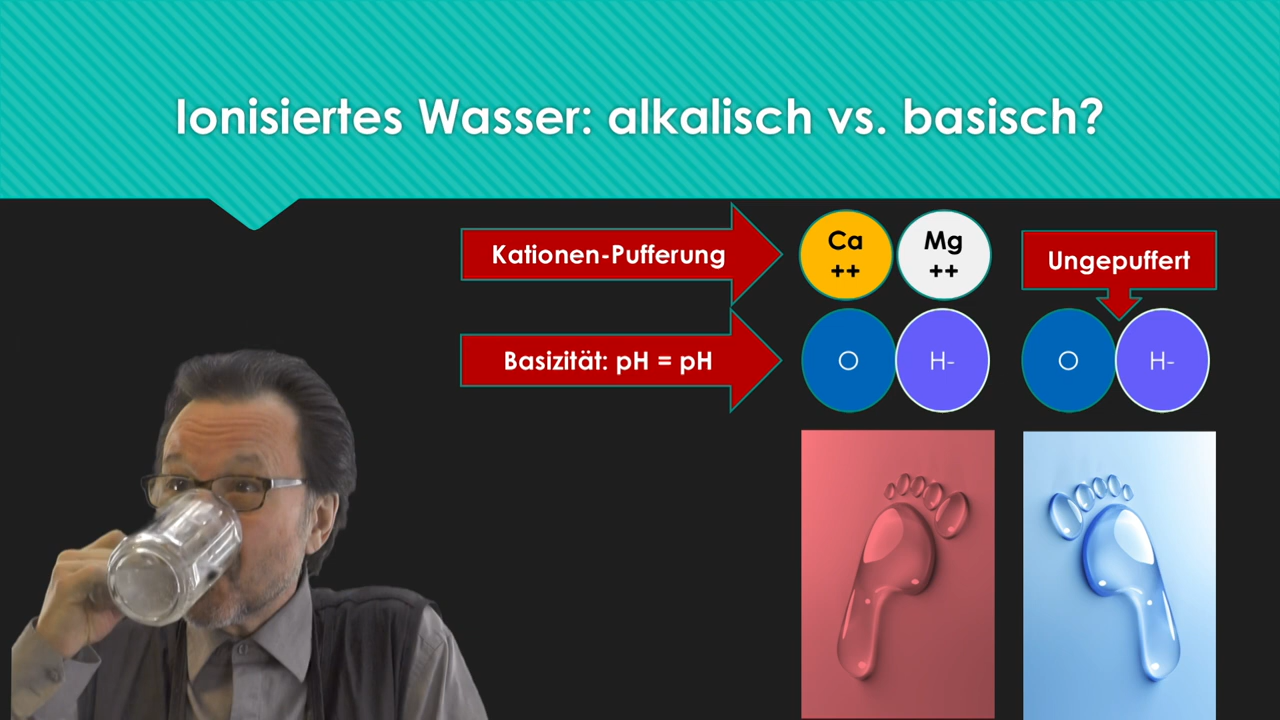 Ionisiertes Wasser: alkalisch vs. basisch?
Kationen-Pufferung
Ca
++
Mg
++
Ungepuffert
Basizität: pH = pH
O
H-
O
H-